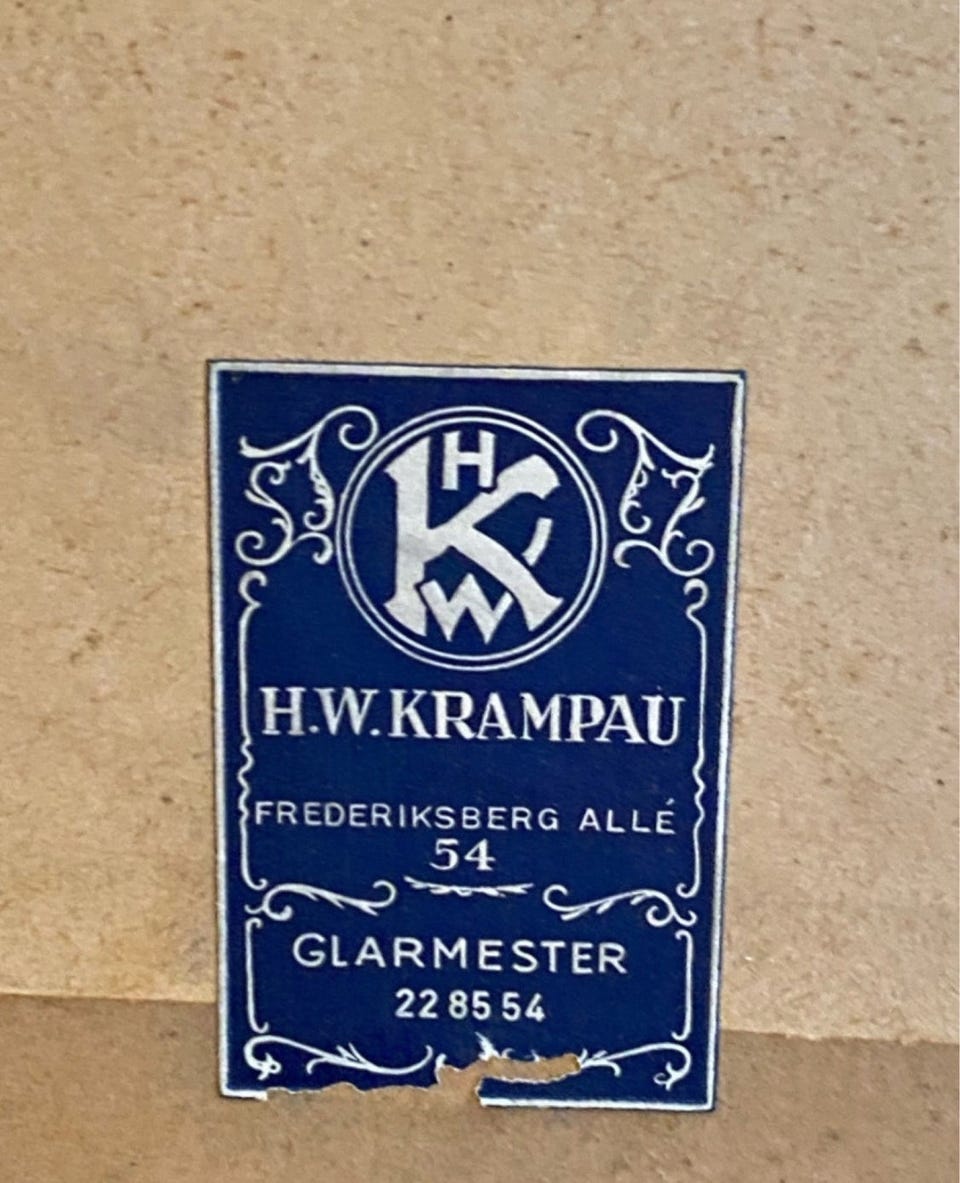 H
K
W
H.W.KRAMPAU
FREDERIKSBERG ALLÉ
54
GLARMESTER
22 85 54